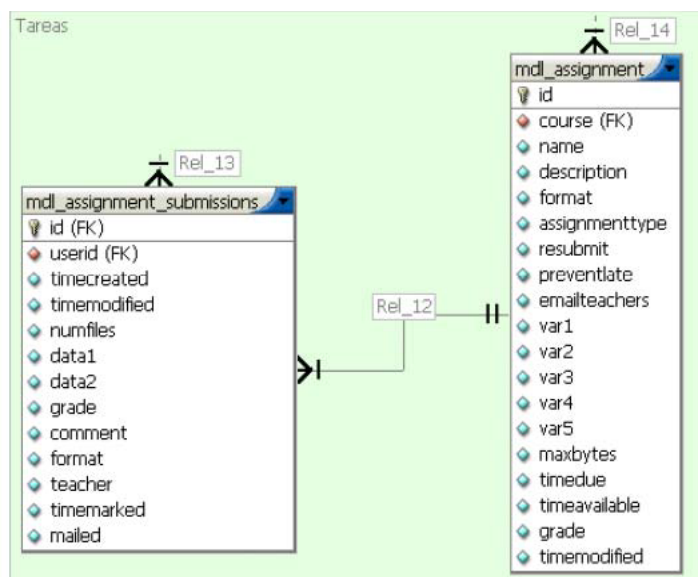 Tareas
Rel_14
mdl_assignment
id
course (FK)
name
description
format
assignmenttype
resubmit
preventlate
emailteachers
var1
var2
var3
var4
var5
maxbytes
timedue
timeavailable
grade
timemodified
Rel_13
mdl_assignment_submissions
id (FK)
userid (FK)
timecreated
timemodified
numfiles
data1
data2
grade
comment
format
teacher
timemarked
mailed
Rel_12